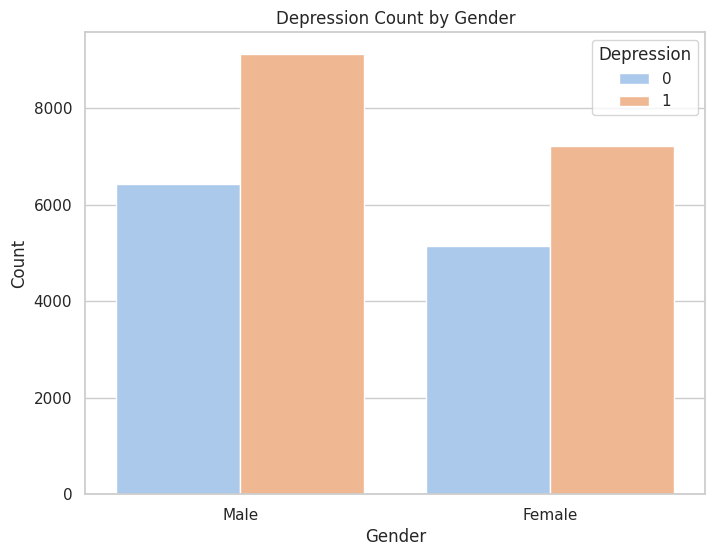 Depression Count by Gender
Depression
0
1
Count
8000
6000
4000
2000
0
Male
Female
Gender